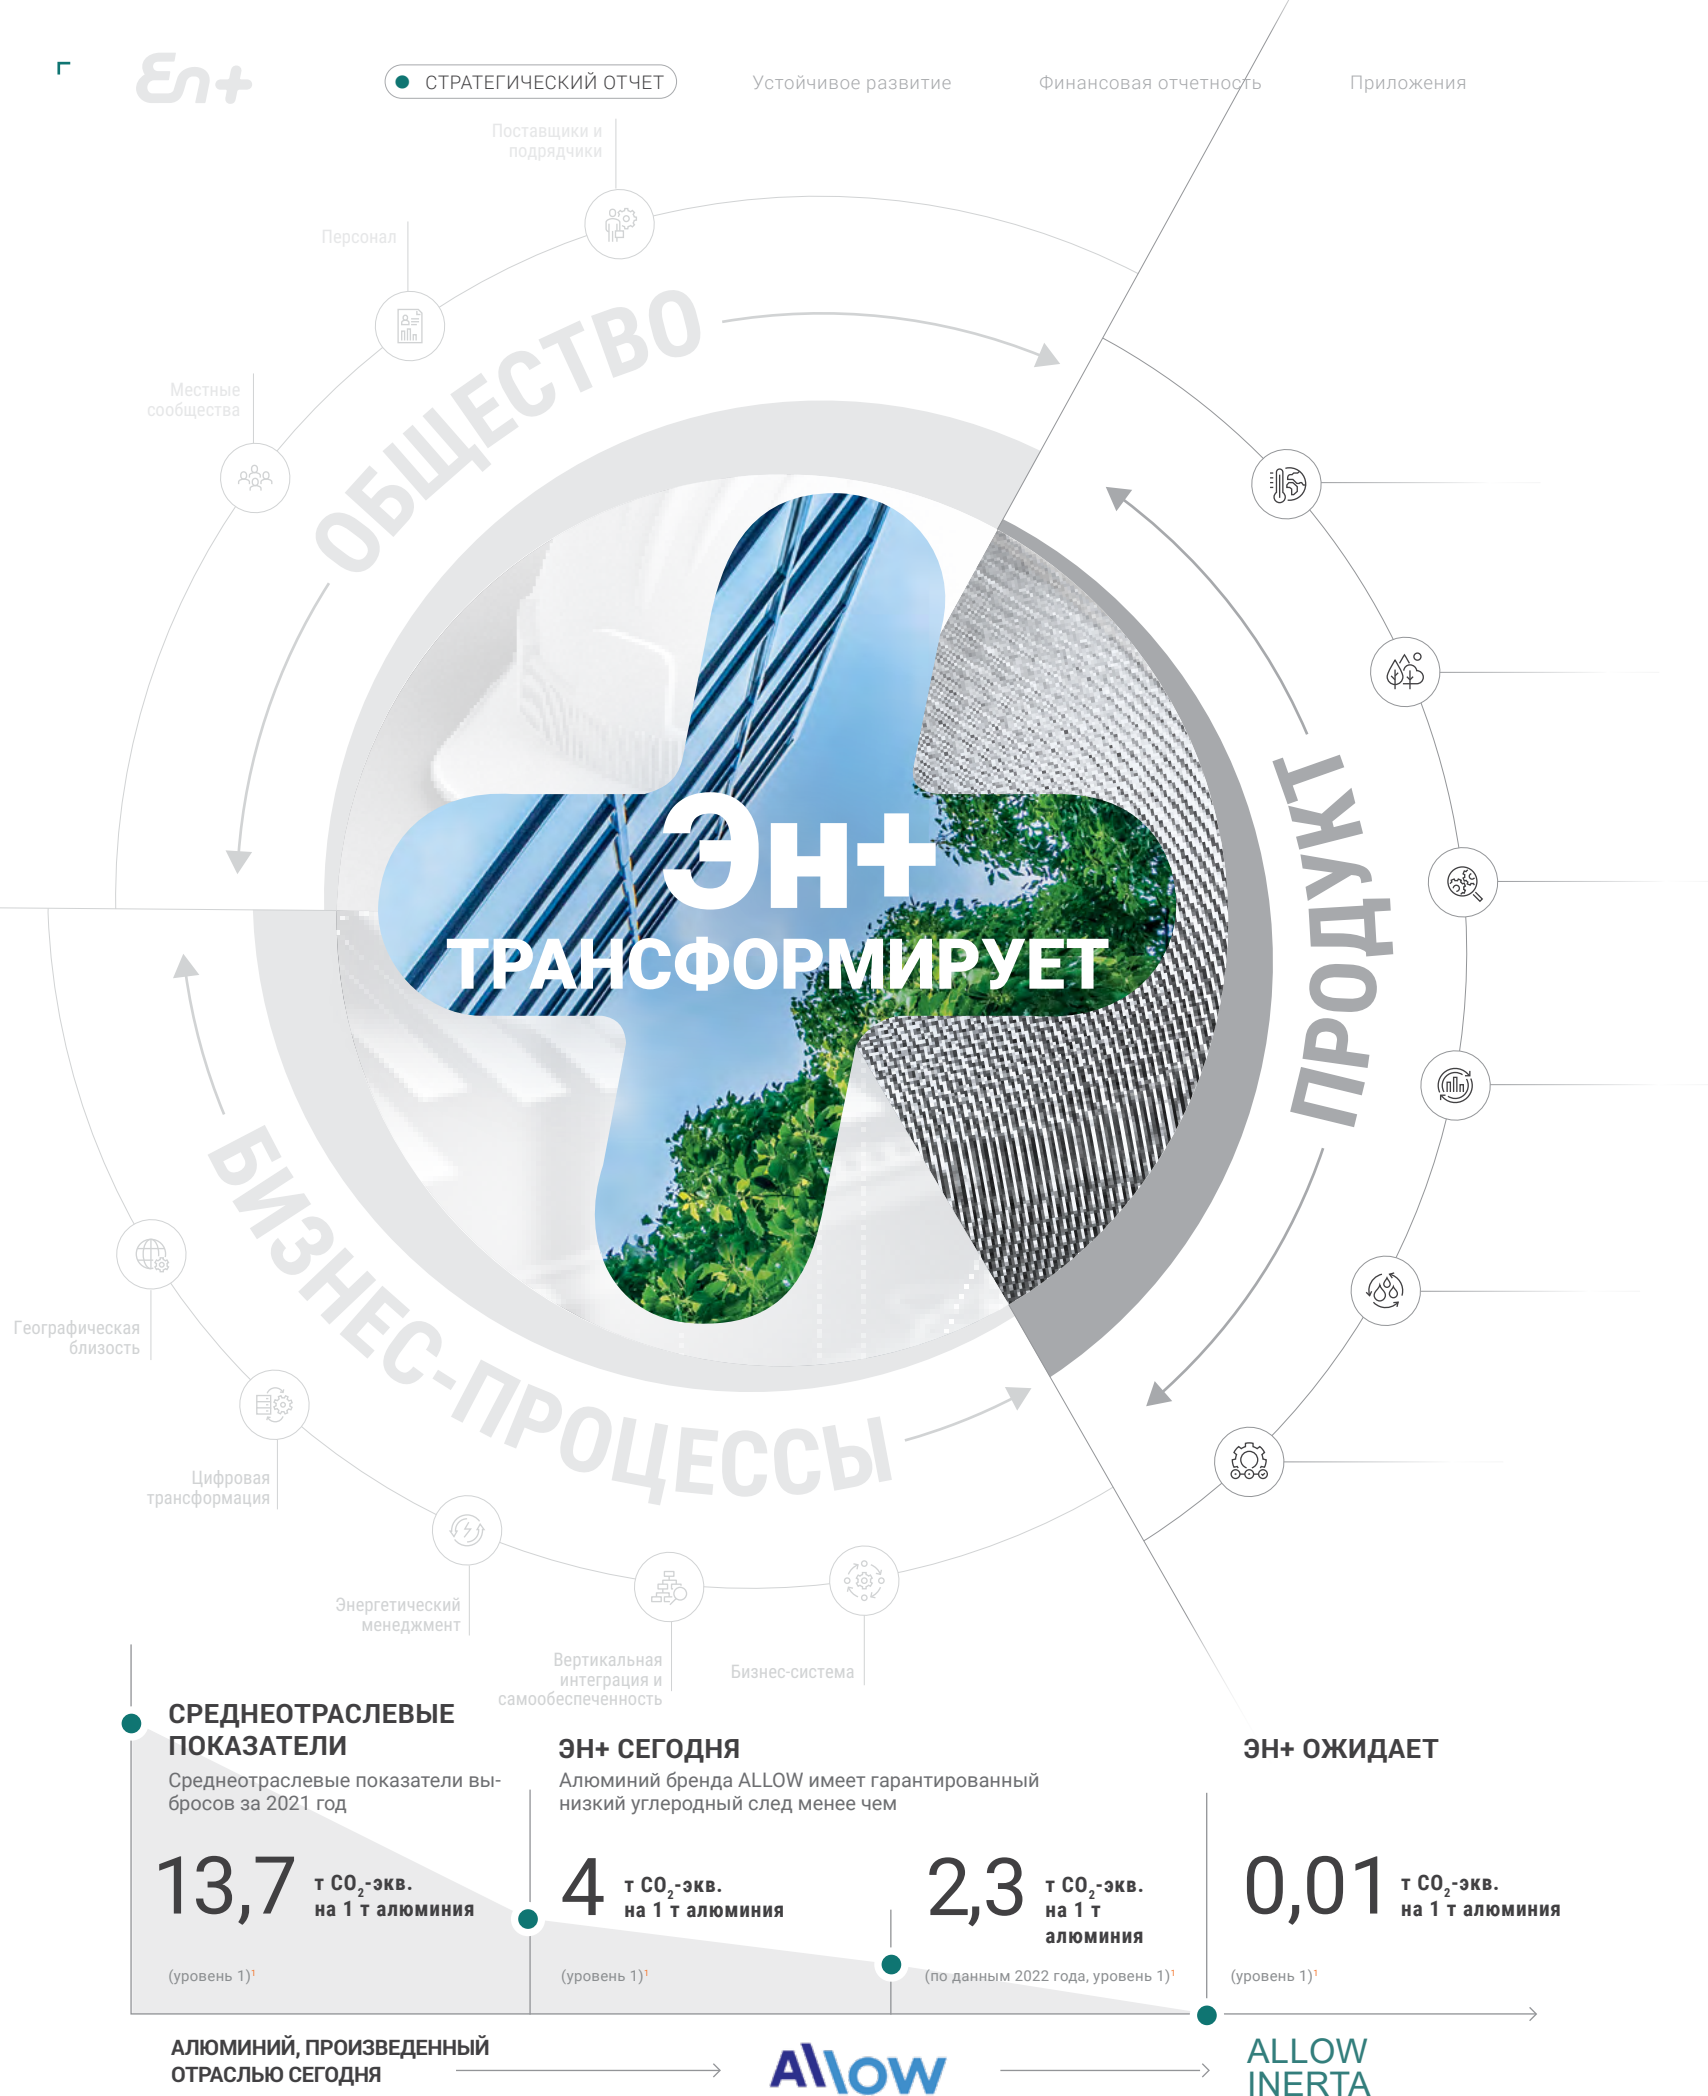 En+
СТРАТЕГИЧЕСКИЙ ОТЧЕТ
Устойчивое развитие
Финансовая отчетность
Приложения
Поставщики и
подрядчики
Персонал
Местные
сообщества
ОБЩЕСТВО
ПРОДУКТ
Эн+
ТРАНСФОРМИРУЕТ
БИЗНЕС-ПРОЦЕССЫ
Географическая
близость
Цифровая
трансформация
Энергетический
менеджмент
Вертикальная
интеграция и
самообеспеченность
Бизнес-система
СРЕДНЕОТРАСЛЕВЫЕ
ПОКАЗАТЕЛИ
Среднеотраслевые показатели вы-
бросов за 2021 год
13,7 т CO₂-экв.
на 1 т алюминия
(уровень 1)¹
ЭН+ СЕГОДНЯ
Алюминий бренда ALLOW имеет гарантированный
низкий углеродный след менее чем
4 т CO₂-экв.
на 1 т алюминия
(уровень 1)¹
2,3 т CO₂-экв.
на 1 т
алюминия
(по данным 2022 года, уровень 1)¹
ЭН+ ОЖИДАЕТ
0,01 т CO₂-экв.
на 1 т алюминия
(уровень 1)¹
АЛЮМИНИЙ, ПРОИЗВЕДЕННЫЙ
ОТРАСЛЬЮ СЕГОДНЯ
Allow
ALLOW
INERTA